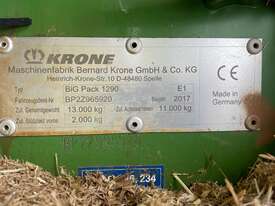 KRONE
Maschinenfabrik Bernard Krone GmbH & Co. KG
Heinrich-Krone-Str.10 D-48480 Spelle
Typ BiG Pack 1290 E1
Fahrzeugident Nr BP2Z965920 Baujahr 2017
Zul. Gesamtgewicht 13.000 kg Zul. Achslast 11.000 kg
Zul. Stützlast vorne 2.000 kg
CE
Made in
Germany
234